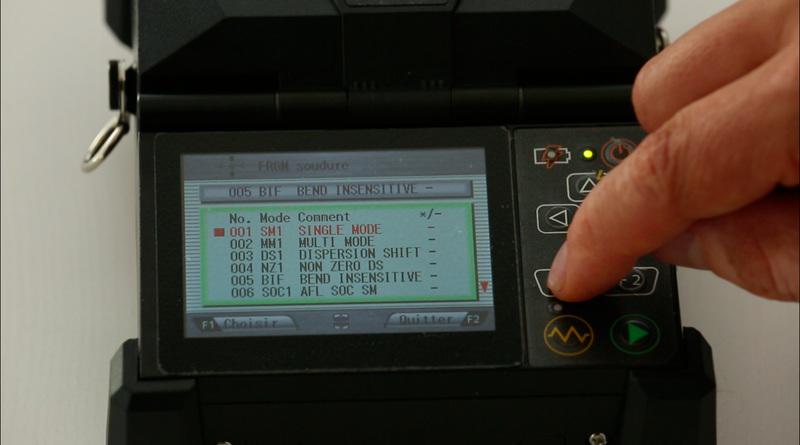 PRGM soudure
005 BIF BEND INSENSITIVE -
No. Mode Comment */-
001 SM1 SINGLE MODE -
002 MM1 MULTI MODE -
003 DS1 DISPERSION SHIFT -
004 NZ1 NON ZERO DS -
005 BIF BEND INSENSITIVE -
006 SOC1 AFL SOC SM -
F1 Choisir
Quitter F2
F2